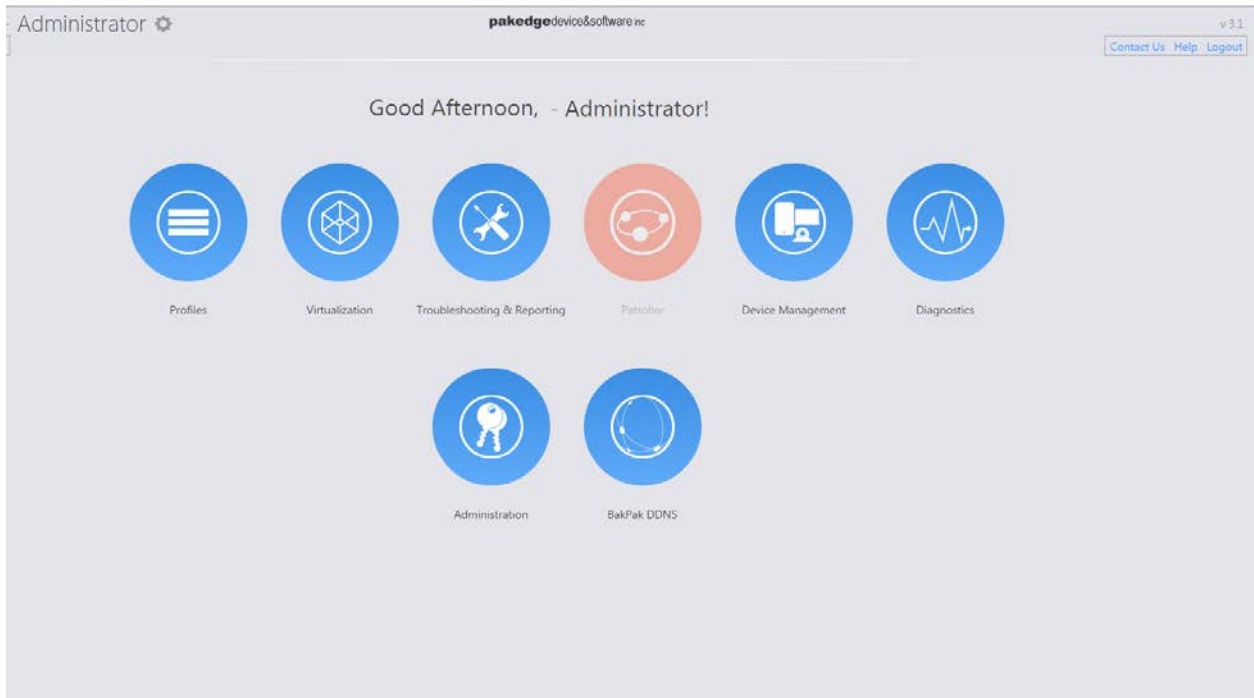 - Administrator
pakedgedevice&software inc
v 3.1
Contact Us Help Logout
Good Afternoon, - Administrator!
Profiles
Virtualization
Troubleshooting & Reporting
Patroller
Device Management
Diagnostics
Administration
BakPak DDNS